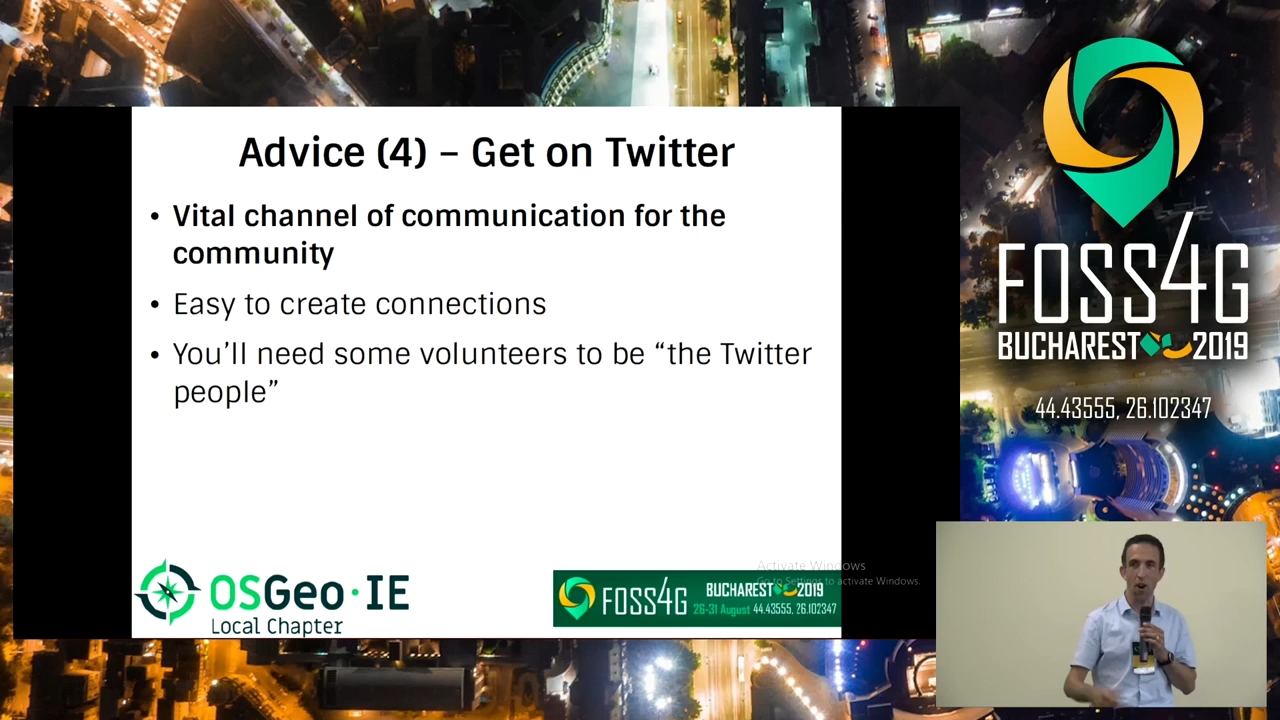 Advice (4) – Get on Twitter
• Vital channel of communication for the
community
• Easy to create connections
• You’ll need some volunteers to be “the Twitter
people”
OSGeo·IE
Local Chapter
FOSS4G
BUCHAREST 2019
26-31 August 44.43555, 26.102347
Activate Windows
Go to Settings to activate Windows.
FOSS4G
BUCHAREST 2019
44.43555, 26.102347